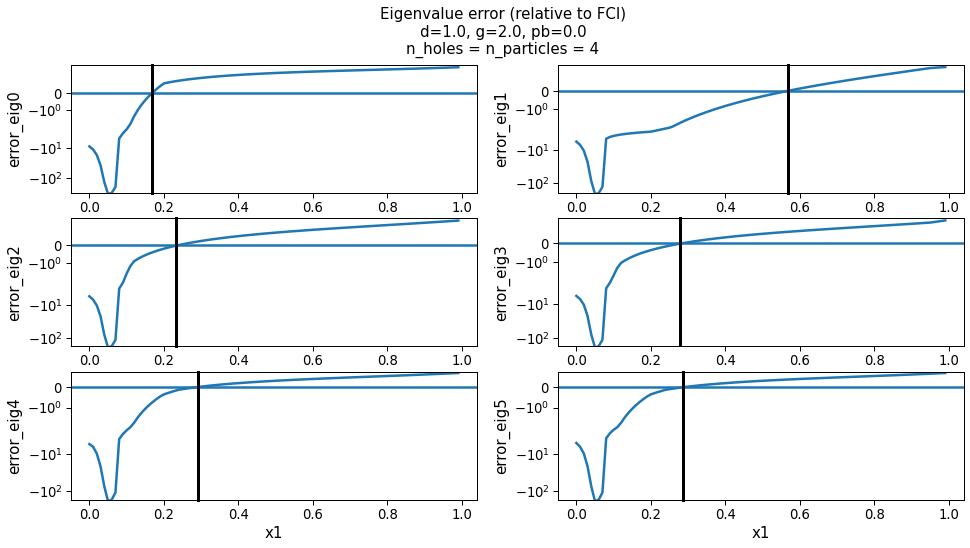 Eigenvalue error (relative to FCI)
d=1.0, g=2.0, pb=0.0
n_holes = n_particles = 4
error_eig0
0
−10⁰
−10¹
−10²
0.0 0.2 0.4 0.6 0.8 1.0
error_eig1
0
−10⁰
−10¹
−10²
0.0 0.2 0.4 0.6 0.8 1.0
error_eig2
0
−10⁰
−10¹
−10²
0.0 0.2 0.4 0.6 0.8 1.0
error_eig3
0
−10⁰
−10¹
−10²
0.0 0.2 0.4 0.6 0.8 1.0
error_eig4
0
−10⁰
−10¹
−10²
0.0 0.2 0.4 0.6 0.8 1.0
x1
error_eig5
0
−10⁰
−10¹
−10²
0.0 0.2 0.4 0.6 0.8 1.0
x1